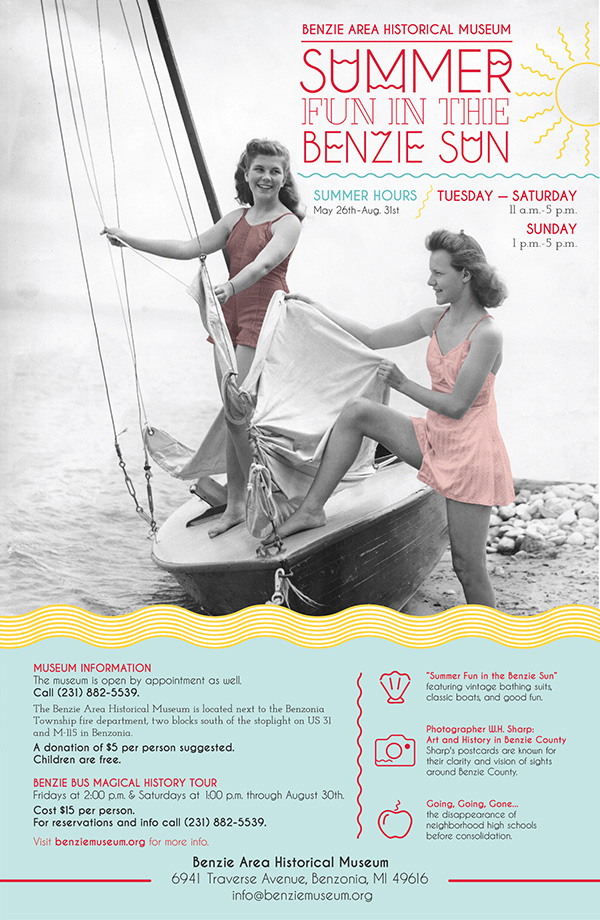 BENZIE AREA HISTORICAL MUSEUM
SUMMER
FUN IN THE
BENZIE SUN
SUMMER HOURS
May 26th-Aug. 31st
TUESDAY — SATURDAY
11 a.m.-5 p.m.
SUNDAY
1 p.m.-5 p.m.
MUSEUM INFORMATION
The museum is open by appointment as well.
Call (231) 882-5539.
The Benzie Area Historical Museum is located next to the Benzonia
Township fire department, two blocks south of the stoplight on US 31
and M-115 in Benzonia.
A donation of $5 per person suggested.
Children are free.
BENZIE BUS MAGICAL HISTORY TOUR
Fridays at 2:00 p.m. & Saturdays at 1:00 p.m. through August 30th.
Cost $15 per person.
For reservations and info call (231) 882-5539.
Visit benziemuseum.org for more info.
"Summer Fun in the Benzie Sun"
featuring vintage bathing suits,
classic boats, and good fun.
Photographer W.H. Sharp:
Art and History in Benzie County
Sharp's postcards are known for
their clarity and vision of sights
around Benzie County.
Going, Going, Gone...
the disappearance of
neighborhood high schools
before consolidation.
Benzie Area Historical Museum
6941 Traverse Avenue, Benzonia, MI 49616
info@benziemuseum.org